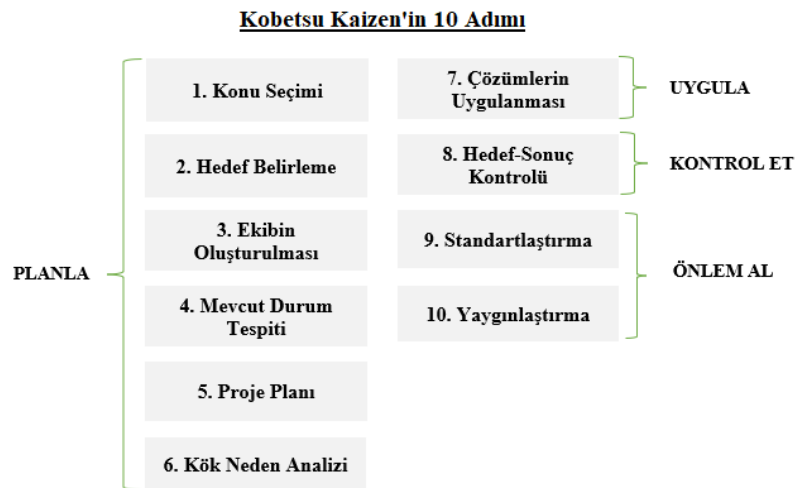 Kobetsu Kaizen'in 10 Adımı
PLANLA
1. Konu Seçimi
2. Hedef Belirleme
3. Ekibin
Oluşturulması
4. Mevcut Durum
Tespiti
5. Proje Planı
6. Kök Neden Analizi
7. Çözümlerin
Uygulanması
UYGULA
8. Hedef-Sonuç
Kontrolü
KONTROL ET
9. Standartlaştırma
10. Yaygınlaştırma
ÖNLEM AL